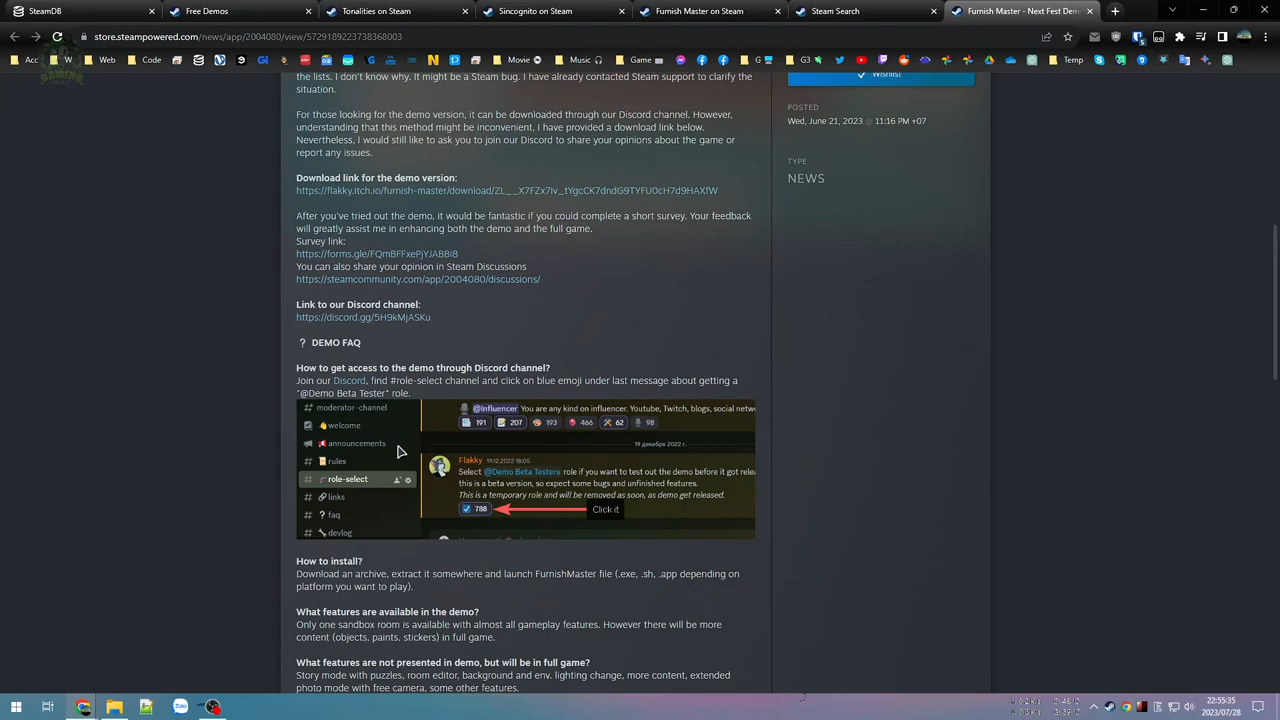 SteamDB
Free Demos
Tonalities on Steam
Sincognito on Steam
Furnish Master on Steam
Steam Search
Furnish Master - Next Fest Dem
store.steampowered.com/news/app/2004080/view/5729189223738368003
Acc
W
Web
Code
Movie
Music
Game
G3
Temp
the lists. I don't know why. It might be a Steam bug. I have already contacted Steam support to clarify the
situation.
For those looking for the demo version, it can be downloaded through our Discord channel. However,
understanding that this method might be inconvenient, I have provided a download link below.
Nevertheless, I would still like to ask you to join our Discord to share your opinions about the game or
report any issues.
Download link for the demo version:
https://flakky.itch.io/furnish-master/download/ZL__X7FZx7iv_tYgcCK7dndG9TYFU0cH7d9HAXfW
After you've tried out the demo, it would be fantastic if you could complete a short survey. Your feedback
will greatly assist me in enhancing both the demo and the full game.
Survey link:
https://forms.gle/FQmBFFxePjYJABBi8
You can also share your opinion in Steam Discussions
https://steamcommunity.com/app/2004080/discussions/
Link to our Discord channel:
https://discord.gg/5H9kMjASKu
❔ DEMO FAQ
How to get access to the demo through Discord channel?
Join our Discord, find #role-select channel and click on blue emoji under last message about getting a
"@Demo Beta Tester" role.
moderator-channel
welcome
announcements
rules
role-select
links
faq
devlog
@Influencer You are any kind on influencer. Youtube, Twitch, blogs, social netwo
191 207 193 466 62 98
19 декабря 2022 г.
Flakky 19.12.2022 18:05
Select @Demo Beta Testers role if you want to test out the demo before it got relea
this is a beta version, so expect some bugs and unfinished features.
This is a temporary role and will be removed as soon, as demo get released.
788
Click it
How to install?
Download an archive, extract it somewhere and launch FurnishMaster file (.exe, .sh, .app depending on
platform you want to play).
What features are available in the demo?
Only one sandbox room is available with almost all gameplay features. However there will be more
content (objects, paints, stickers) in full game.
What features are not presented in demo, but will be in full game?
Story mode with puzzles, room editor, background and env. lighting change, more content, extended
photo mode with free camera, some other features.
Wishlist
POSTED
Wed, June 21, 2023 @ 11:16 PM +07
TYPE
NEWS
GAMING
Zalo
22:55:35
2023/07/28